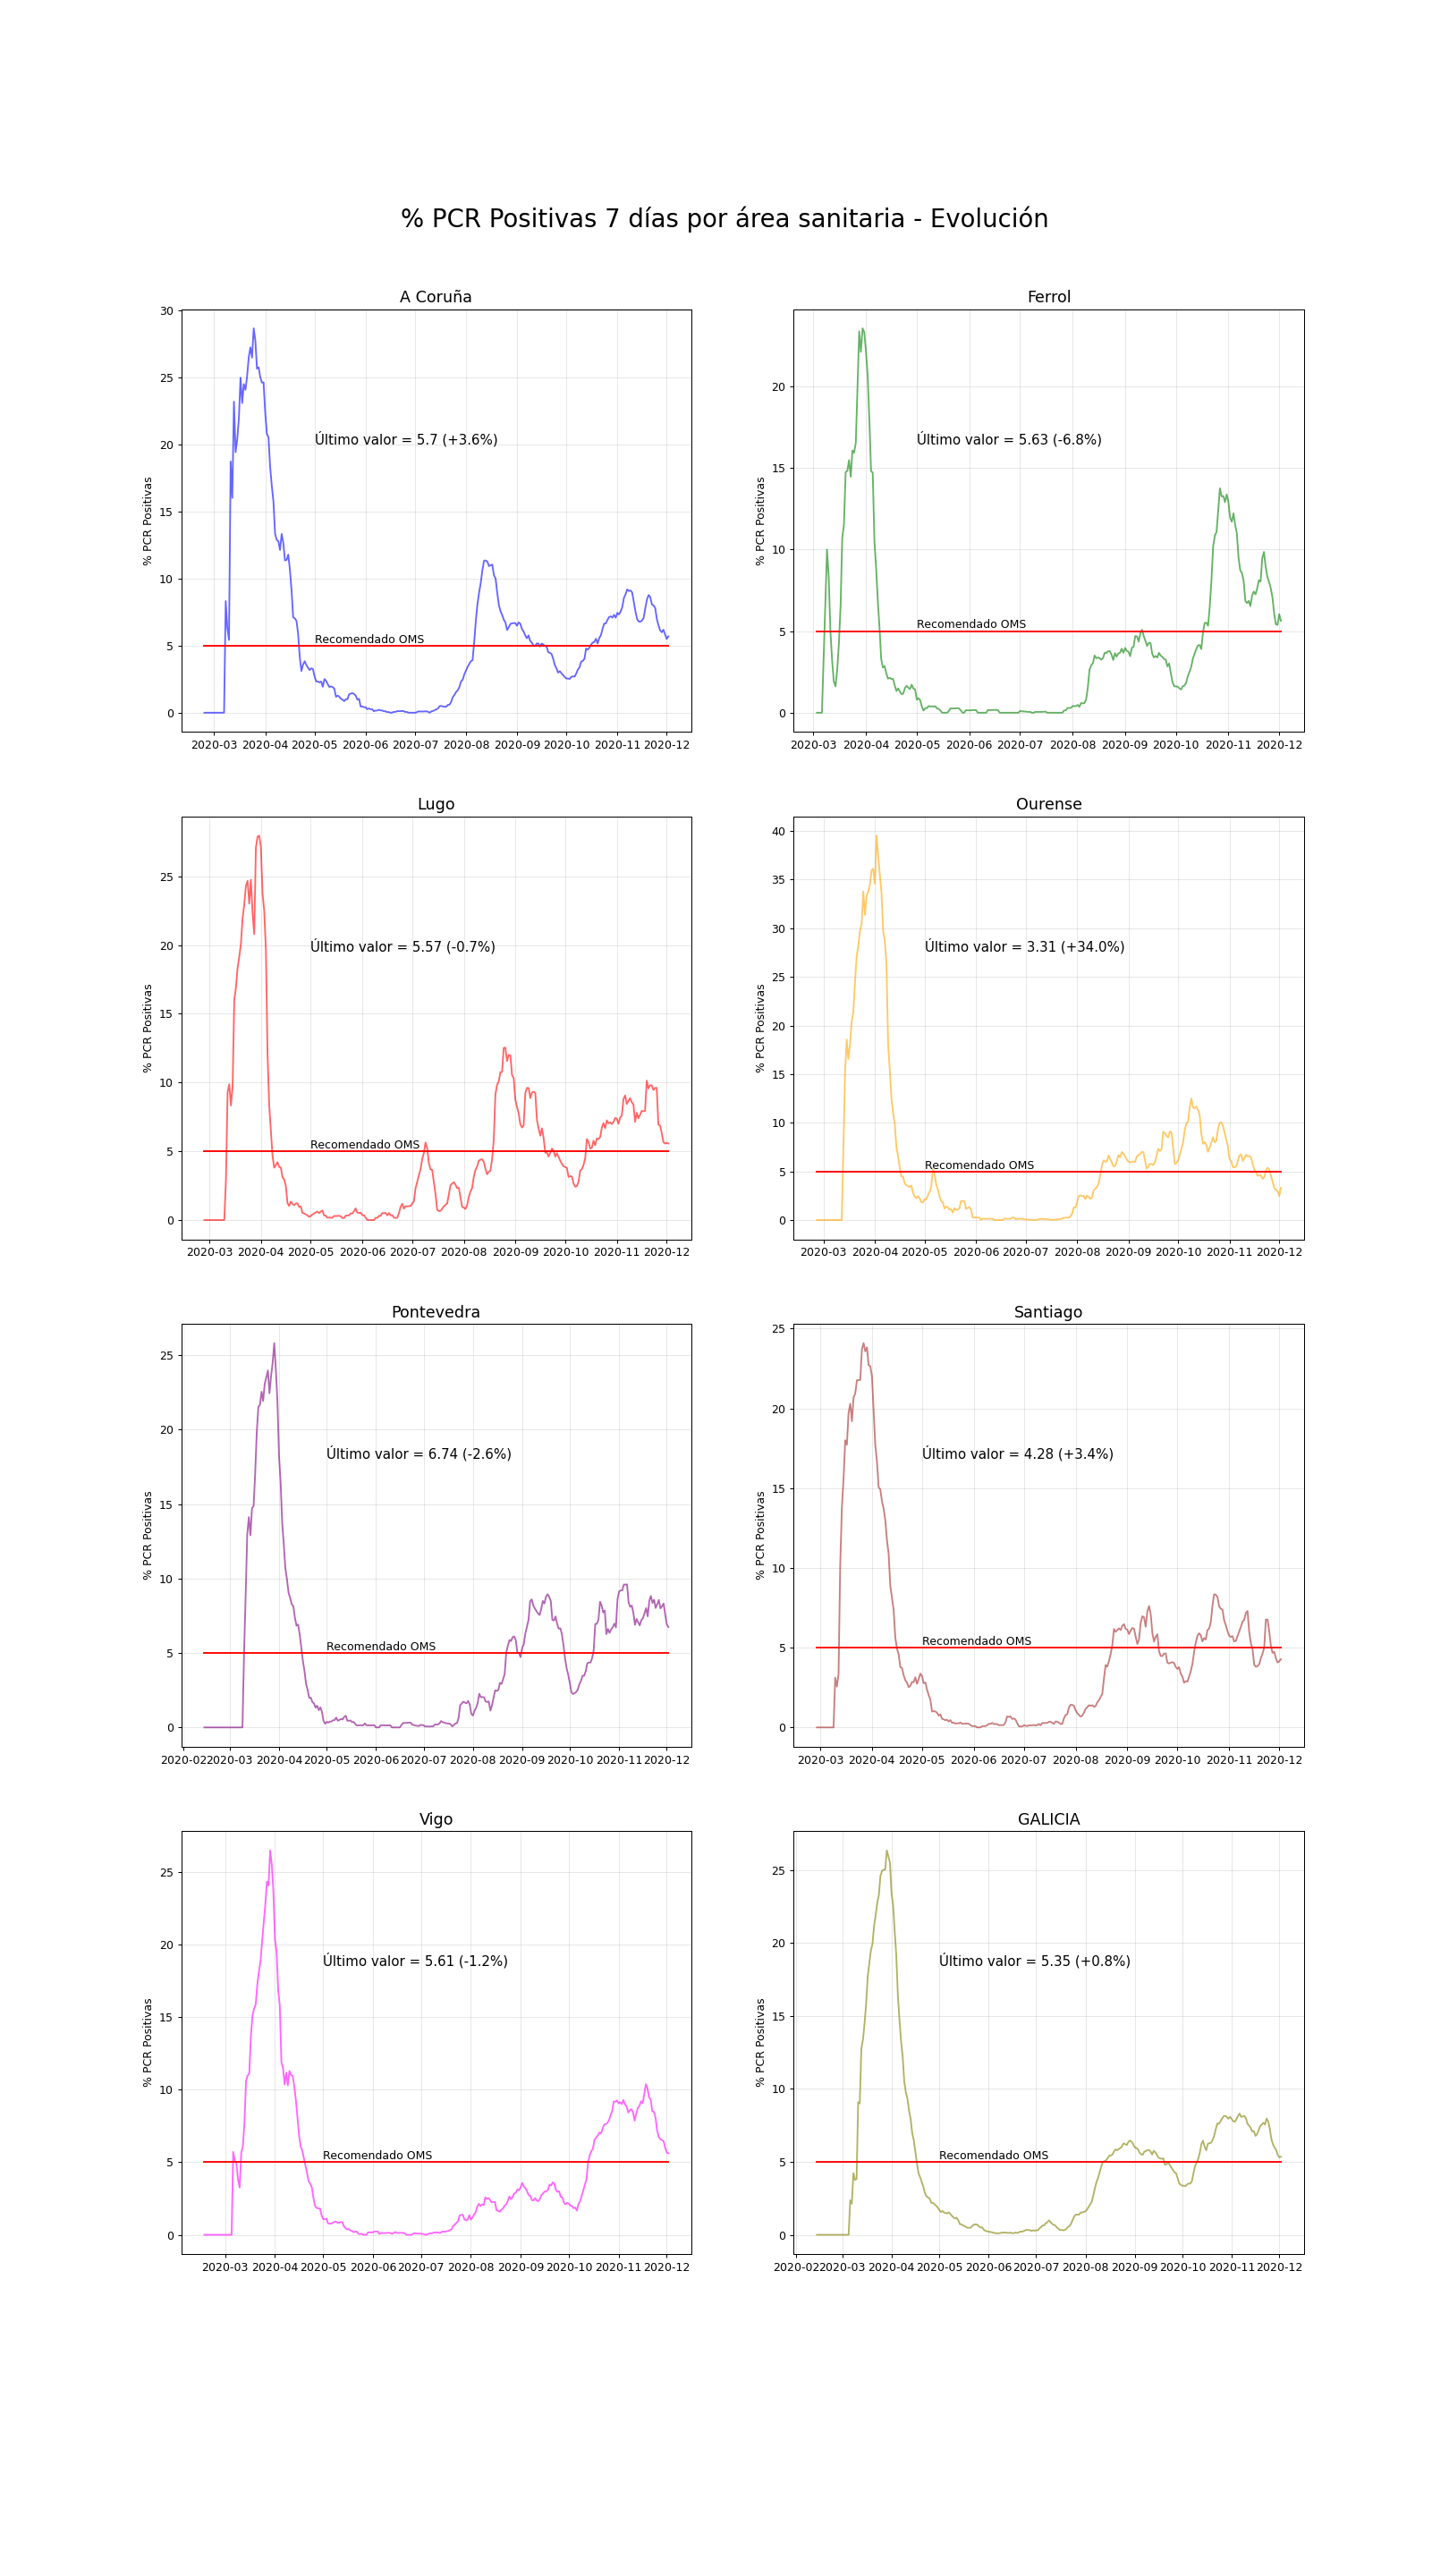 % PCR Positivas 7 días por área sanitaria - Evolución
A Coruña
30
25
20
15
10
5
0
% PCR Positivas
Último valor = 5.7 (+3.6%)
Recomendado OMS
2020-03 2020-04 2020-05 2020-06 2020-07 2020-08 2020-09 2020-10 2020-11 2020-12
Ferrol
20
15
10
5
0
% PCR Positivas
Último valor = 5.63 (-6.8%)
Recomendado OMS
2020-03 2020-04 2020-05 2020-06 2020-07 2020-08 2020-09 2020-10 2020-11 2020-12
Lugo
25
20
15
10
5
0
% PCR Positivas
Último valor = 5.57 (-0.7%)
Recomendado OMS
2020-03 2020-04 2020-05 2020-06 2020-07 2020-08 2020-09 2020-10 2020-11 2020-12
Ourense
40
35
30
25
20
15
10
5
0
% PCR Positivas
Último valor = 3.31 (+34.0%)
Recomendado OMS
2020-03 2020-04 2020-05 2020-06 2020-07 2020-08 2020-09 2020-10 2020-11 2020-12
Pontevedra
25
20
15
10
5
0
% PCR Positivas
Último valor = 6.74 (-2.6%)
Recomendado OMS
2020-02 2020-03 2020-04 2020-05 2020-06 2020-07 2020-08 2020-09 2020-10 2020-11 2020-12
Santiago
25
20
15
10
5
0
% PCR Positivas
Último valor = 4.28 (+3.4%)
Recomendado OMS
2020-03 2020-04 2020-05 2020-06 2020-07 2020-08 2020-09 2020-10 2020-11 2020-12
Vigo
25
20
15
10
5
0
% PCR Positivas
Último valor = 5.61 (-1.2%)
Recomendado OMS
2020-03 2020-04 2020-05 2020-06 2020-07 2020-08 2020-09 2020-10 2020-11 2020-12
GALICIA
25
20
15
10
5
0
% PCR Positivas
Último valor = 5.35 (+0.8%)
Recomendado OMS
2020-02 2020-03 2020-04 2020-05 2020-06 2020-07 2020-08 2020-09 2020-10 2020-11 2020-12